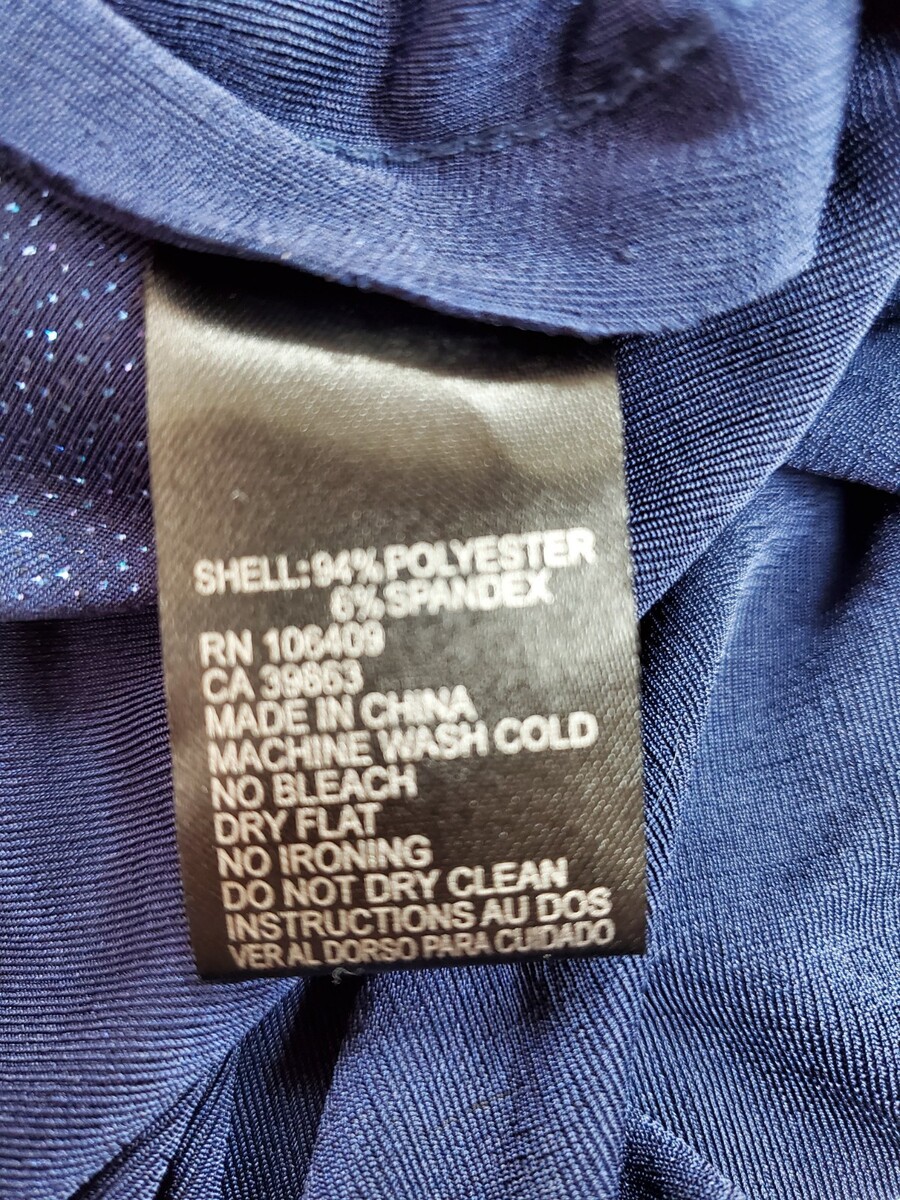 SHELL: 94% POLYESTER
6% SPANDEX
RN 106409
CA 39863
MADE IN CHINA
MACHINE WASH COLD
NO BLEACH
DRY FLAT
NO IRONING
DO NOT DRY CLEAN
INSTRUCTIONS AU DOS
VER AL DORSO PARA CUIDADO